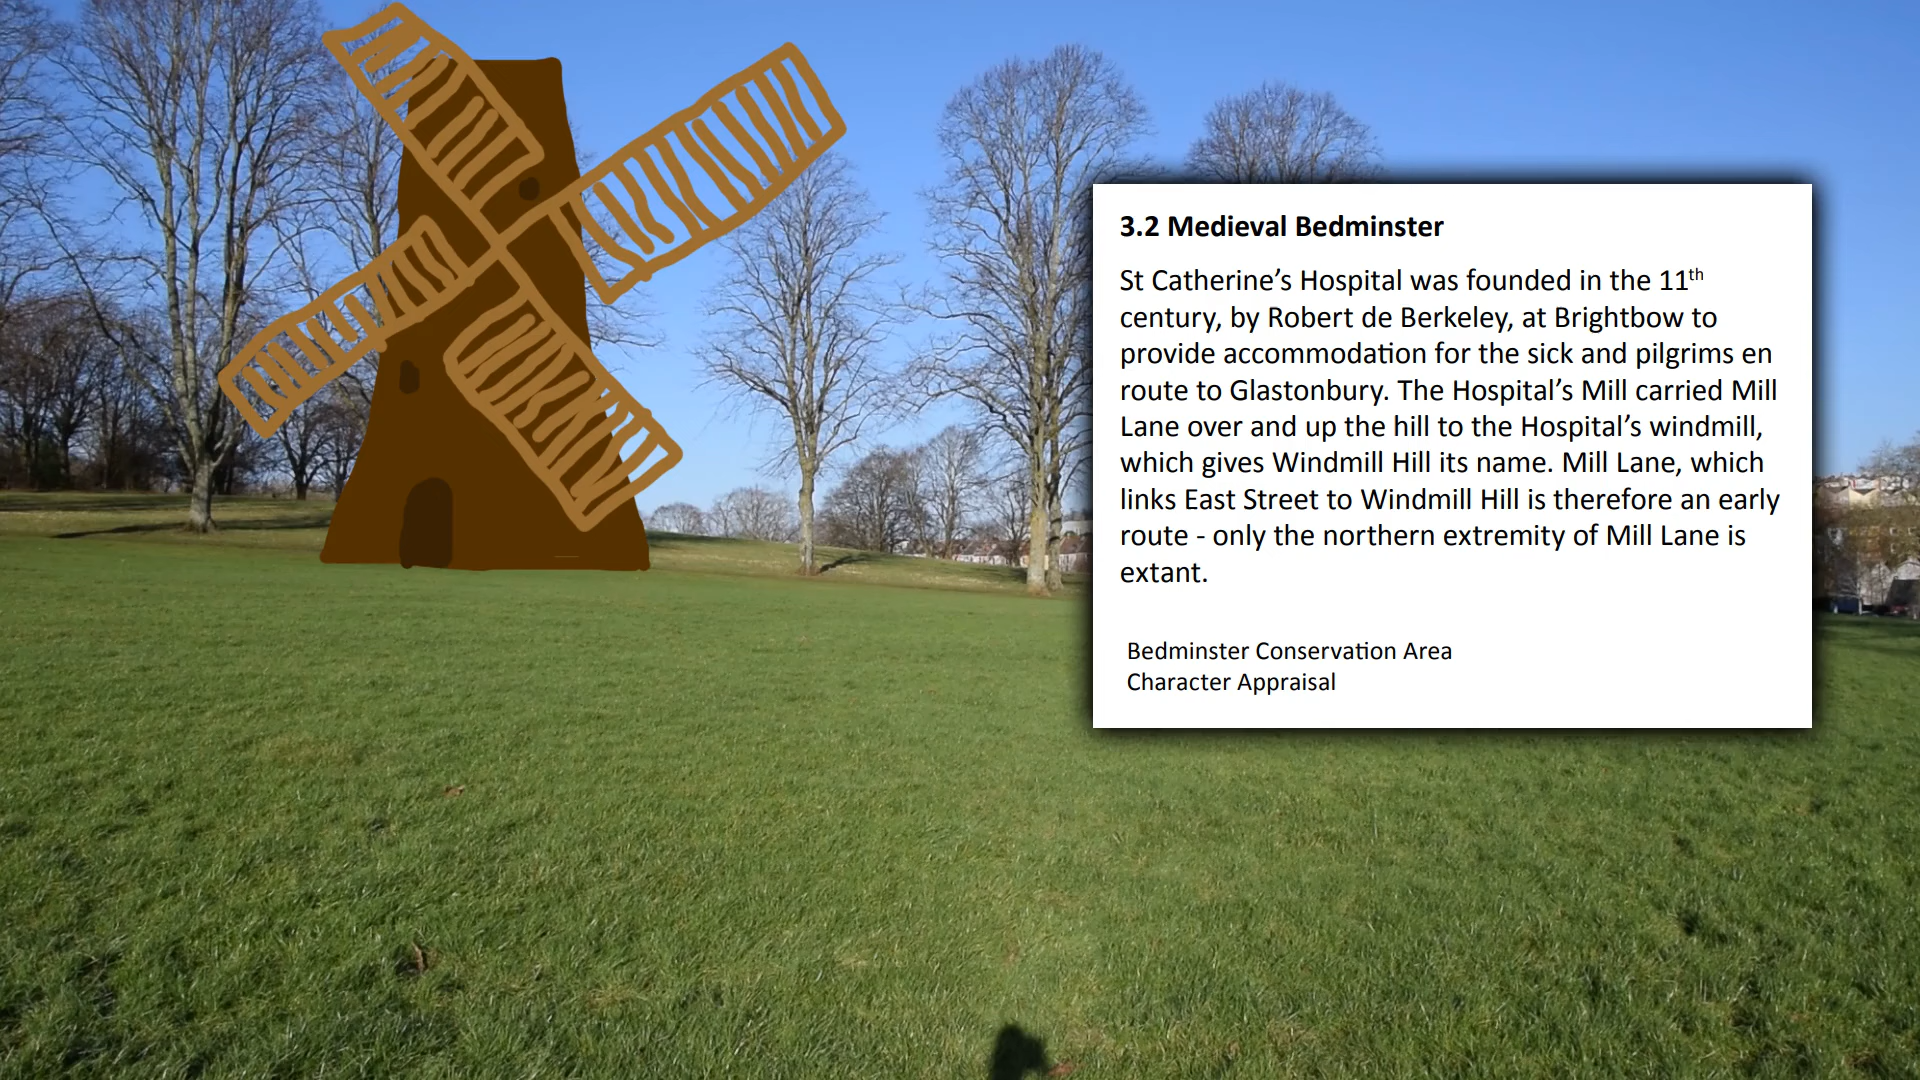 3.2 Medieval Bedminster
St Catherine’s Hospital was founded in the 11th
century, by Robert de Berkeley, at Brightbow to
provide accommodation for the sick and pilgrims en
route to Glastonbury. The Hospital’s Mill carried Mill
Lane over and up the hill to the Hospital’s windmill,
which gives Windmill Hill its name. Mill Lane, which
links East Street to Windmill Hill is therefore an early
route - only the northern extremity of Mill Lane is
extant.
Bedminster Conservation Area
Character Appraisal